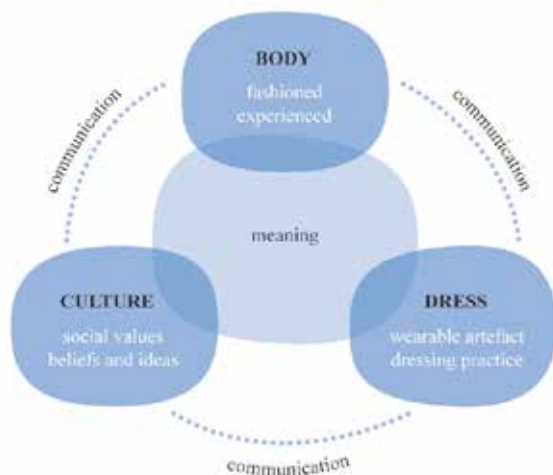 BODY
fashioned
experienced
communication
communication
meaning
CULTURE
social values
beliefs and ideas
DRESS
wearable artefact
dressing practice
communication